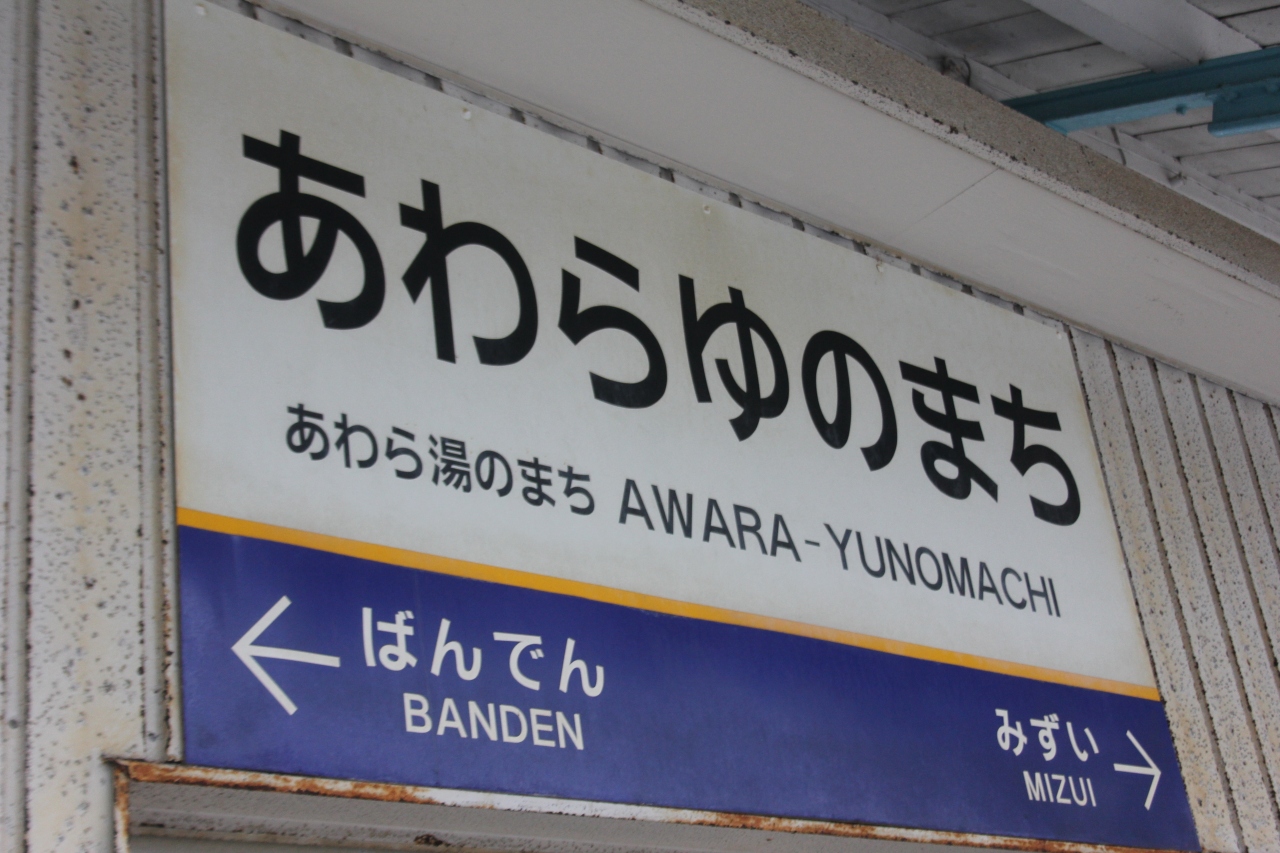 あわらゆのまち
あわら湯のまち AWARA-YUNOMACHI
← ばんでん
BANDEN
みずい →
MIZUI